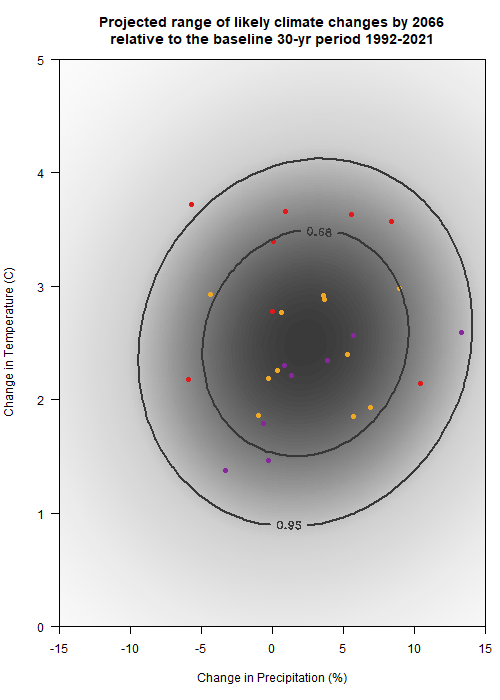 Projected range of likely climate changes by 2066
relative to the baseline 30-yr period 1992-2021
5
4
3
2
1
0
Change in Temperature (C)
0.68
0.95
-15 -10 -5 0 5 10 15
Change in Precipitation (%)